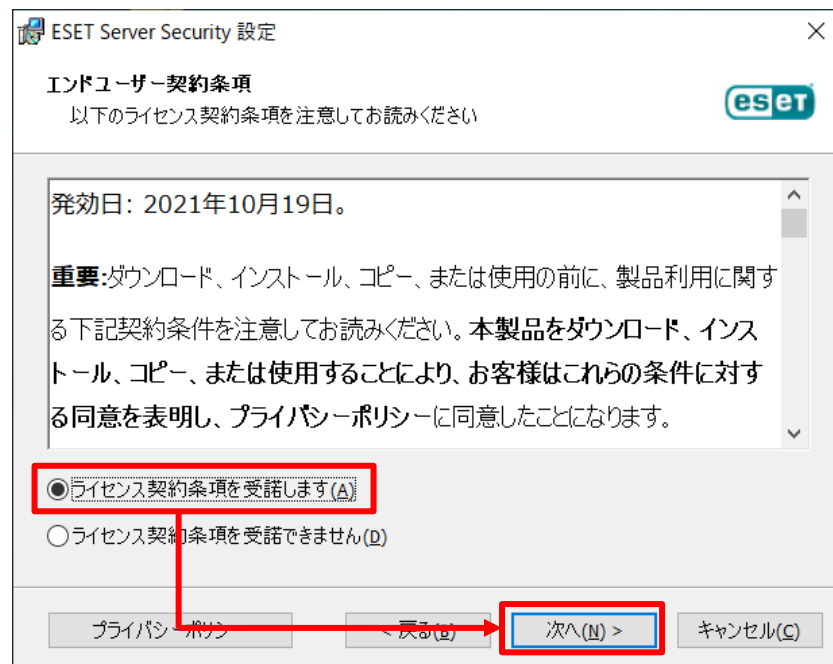 ESET Server Security 設定
エンドユーザー契約条項
以下のライセンス契約条項を注意してお読みください
eset
発効日: 2021年10月19日。
重要:ダウンロード、インストール、コピー、または使用の前に、製品利用に関す
る下記契約条件を注意してお読みください。本製品をダウンロード、インス
トール、コピー、または使用することにより、お客様はこれらの条件に対す
る同意を表明し、プライバシーポリシーに同意したことになります。
ライセンス契約条項を受諾します(A)
ライセンス契約条項を受諾できません(D)
プライバシーポリシー
< 戻る(B)
次へ(N) >
キャンセル(C)